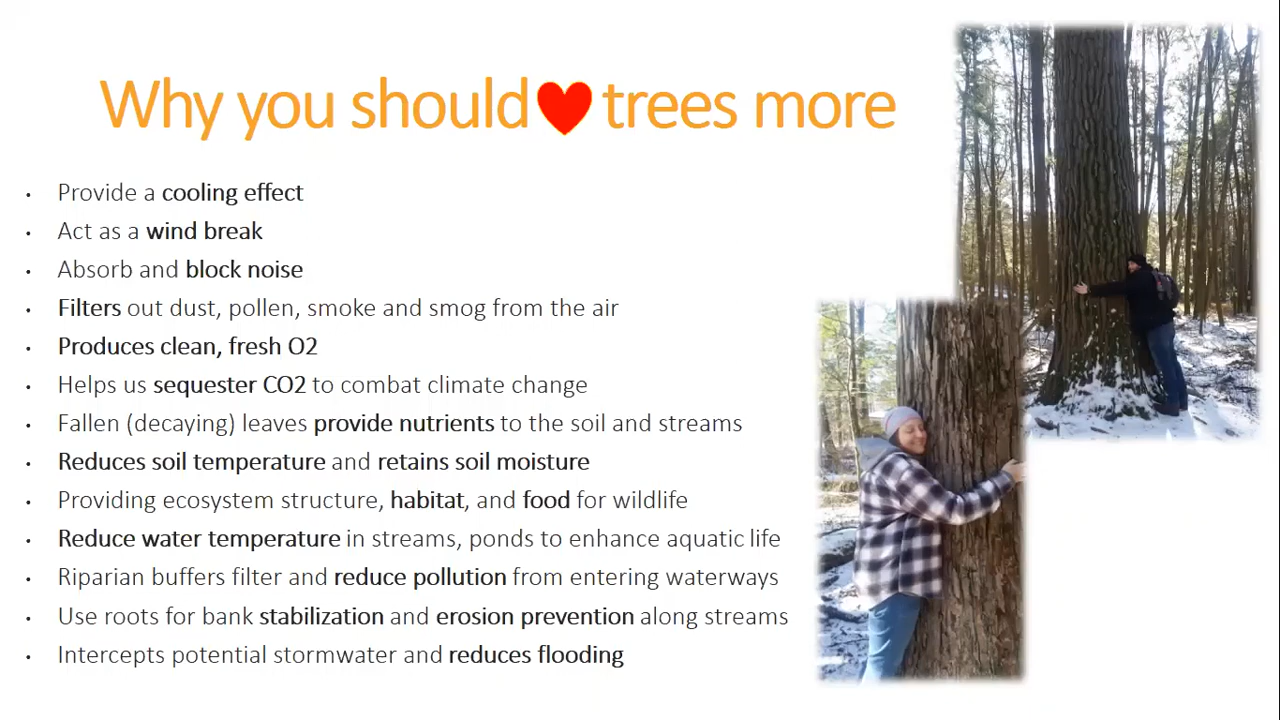 Why you should ❤ trees more
• Provide a cooling effect
• Act as a wind break
• Absorb and block noise
• Filters out dust, pollen, smoke and smog from the air
• Produces clean, fresh O2
• Helps us sequester CO2 to combat climate change
• Fallen (decaying) leaves provide nutrients to the soil and streams
• Reduces soil temperature and retains soil moisture
• Providing ecosystem structure, habitat, and food for wildlife
• Reduce water temperature in streams, ponds to enhance aquatic life
• Riparian buffers filter and reduce pollution from entering waterways
• Use roots for bank stabilization and erosion prevention along streams
• Intercepts potential stormwater and reduces flooding